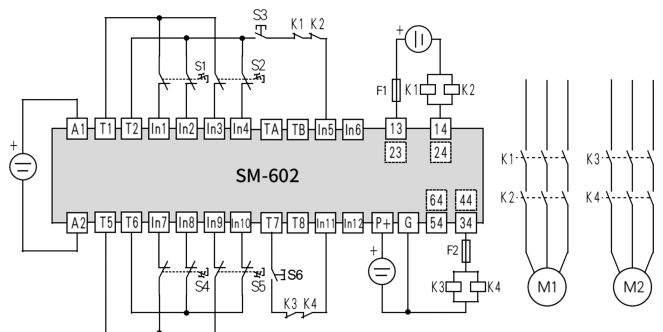 S3 K1 K2
S1 S2
F1 K1 K2
A1 T1 T2 In1 In2 In3 In4 TA TB In5 In6 13 14
23 24
SM-602
64 44
A2 T5 T6 In7 In8 In9 In10 T7 T8 In11 In12 P+ G 54 34
S4 S5 S6 F2
K3 K4 K3 K4
K1 K3
K2 K4
M1 M2